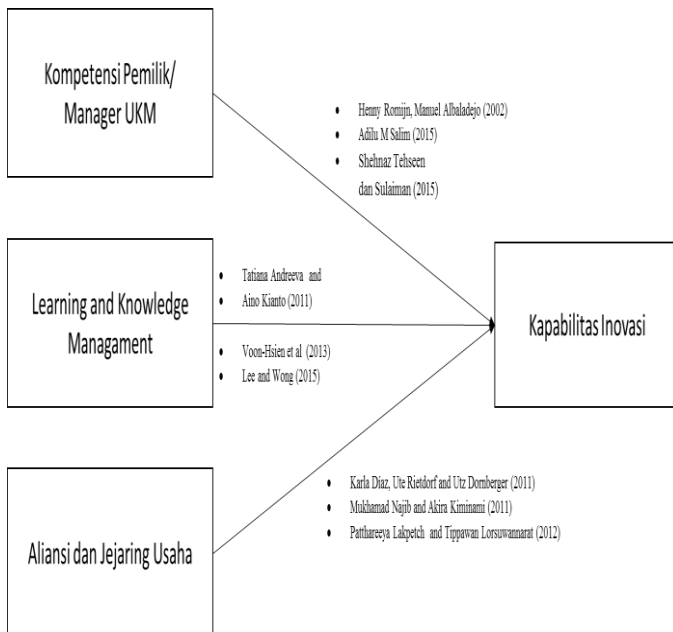 Kompetensi Pemilik/
Manager UKM
• Henny Romijn, Manuel Albaladejo (2002)
• Adilu M Salim (2015)
• Shehnaz Tehseen
dan Sulaiman (2015)
Learning and Knowledge
Managament
• Tatiana Andreeva and
• Aino Kianto (2011)
• Voon-Hsien et al (2013)
• Lee and Wong (2015)
Kapabilitas Inovasi
Aliansi dan Jejaring Usaha
• Karla Diaz, Ute Rietdorf and Utz Dornberger (2011)
• Mukhamad Najib and Akira Kiminami (2011)
• Patthareeya Lakpetch and Tippawan Lorsuwannarat (2012)